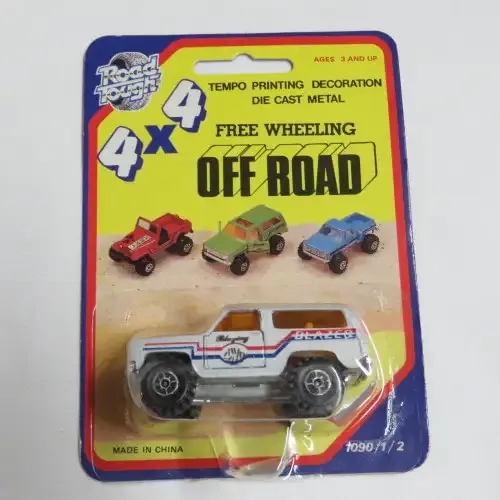 Road
Tough
AGES 3 AND UP
TEMPO PRINTING DECORATION
DIE CAST METAL
4x4
FREE WHEELING
OFF ROAD
BLAZER
MADE IN CHINA
1090/1/2